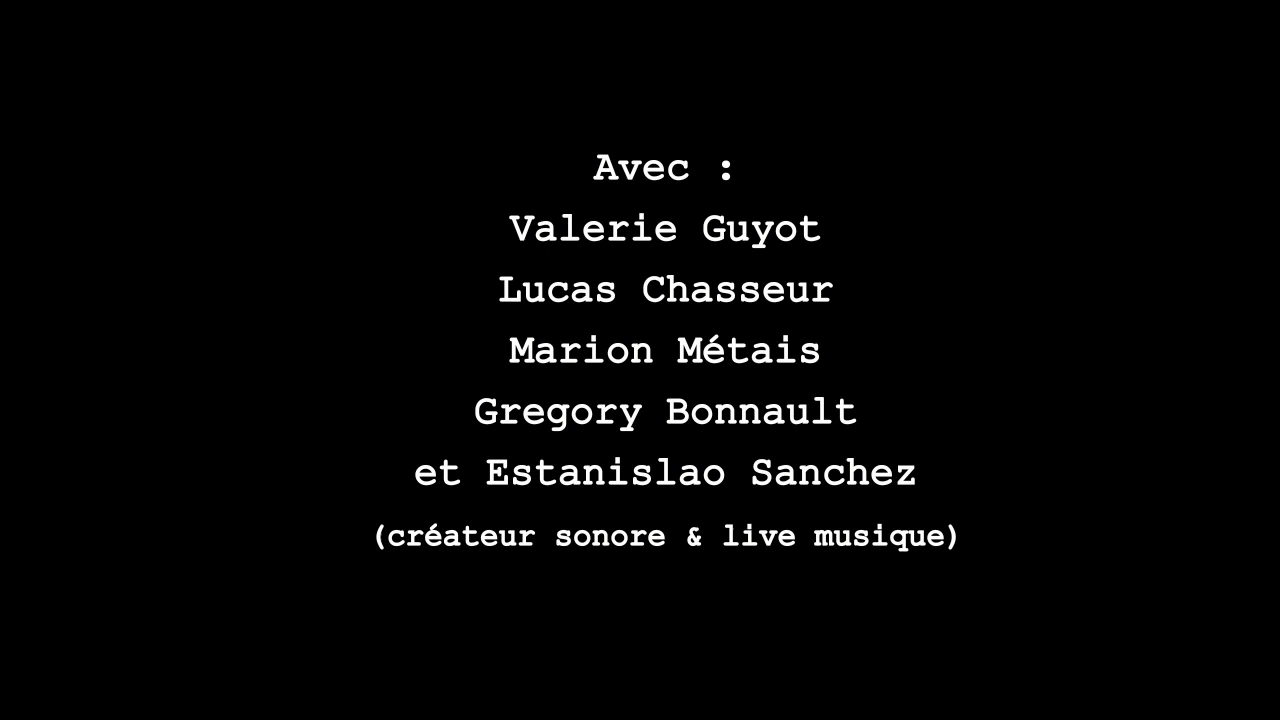 Avec :
Valerie Guyot
Lucas Chasseur
Marion Métais
Gregory Bonnault
et Estanislao Sanchez
(créateur sonore & live musique)